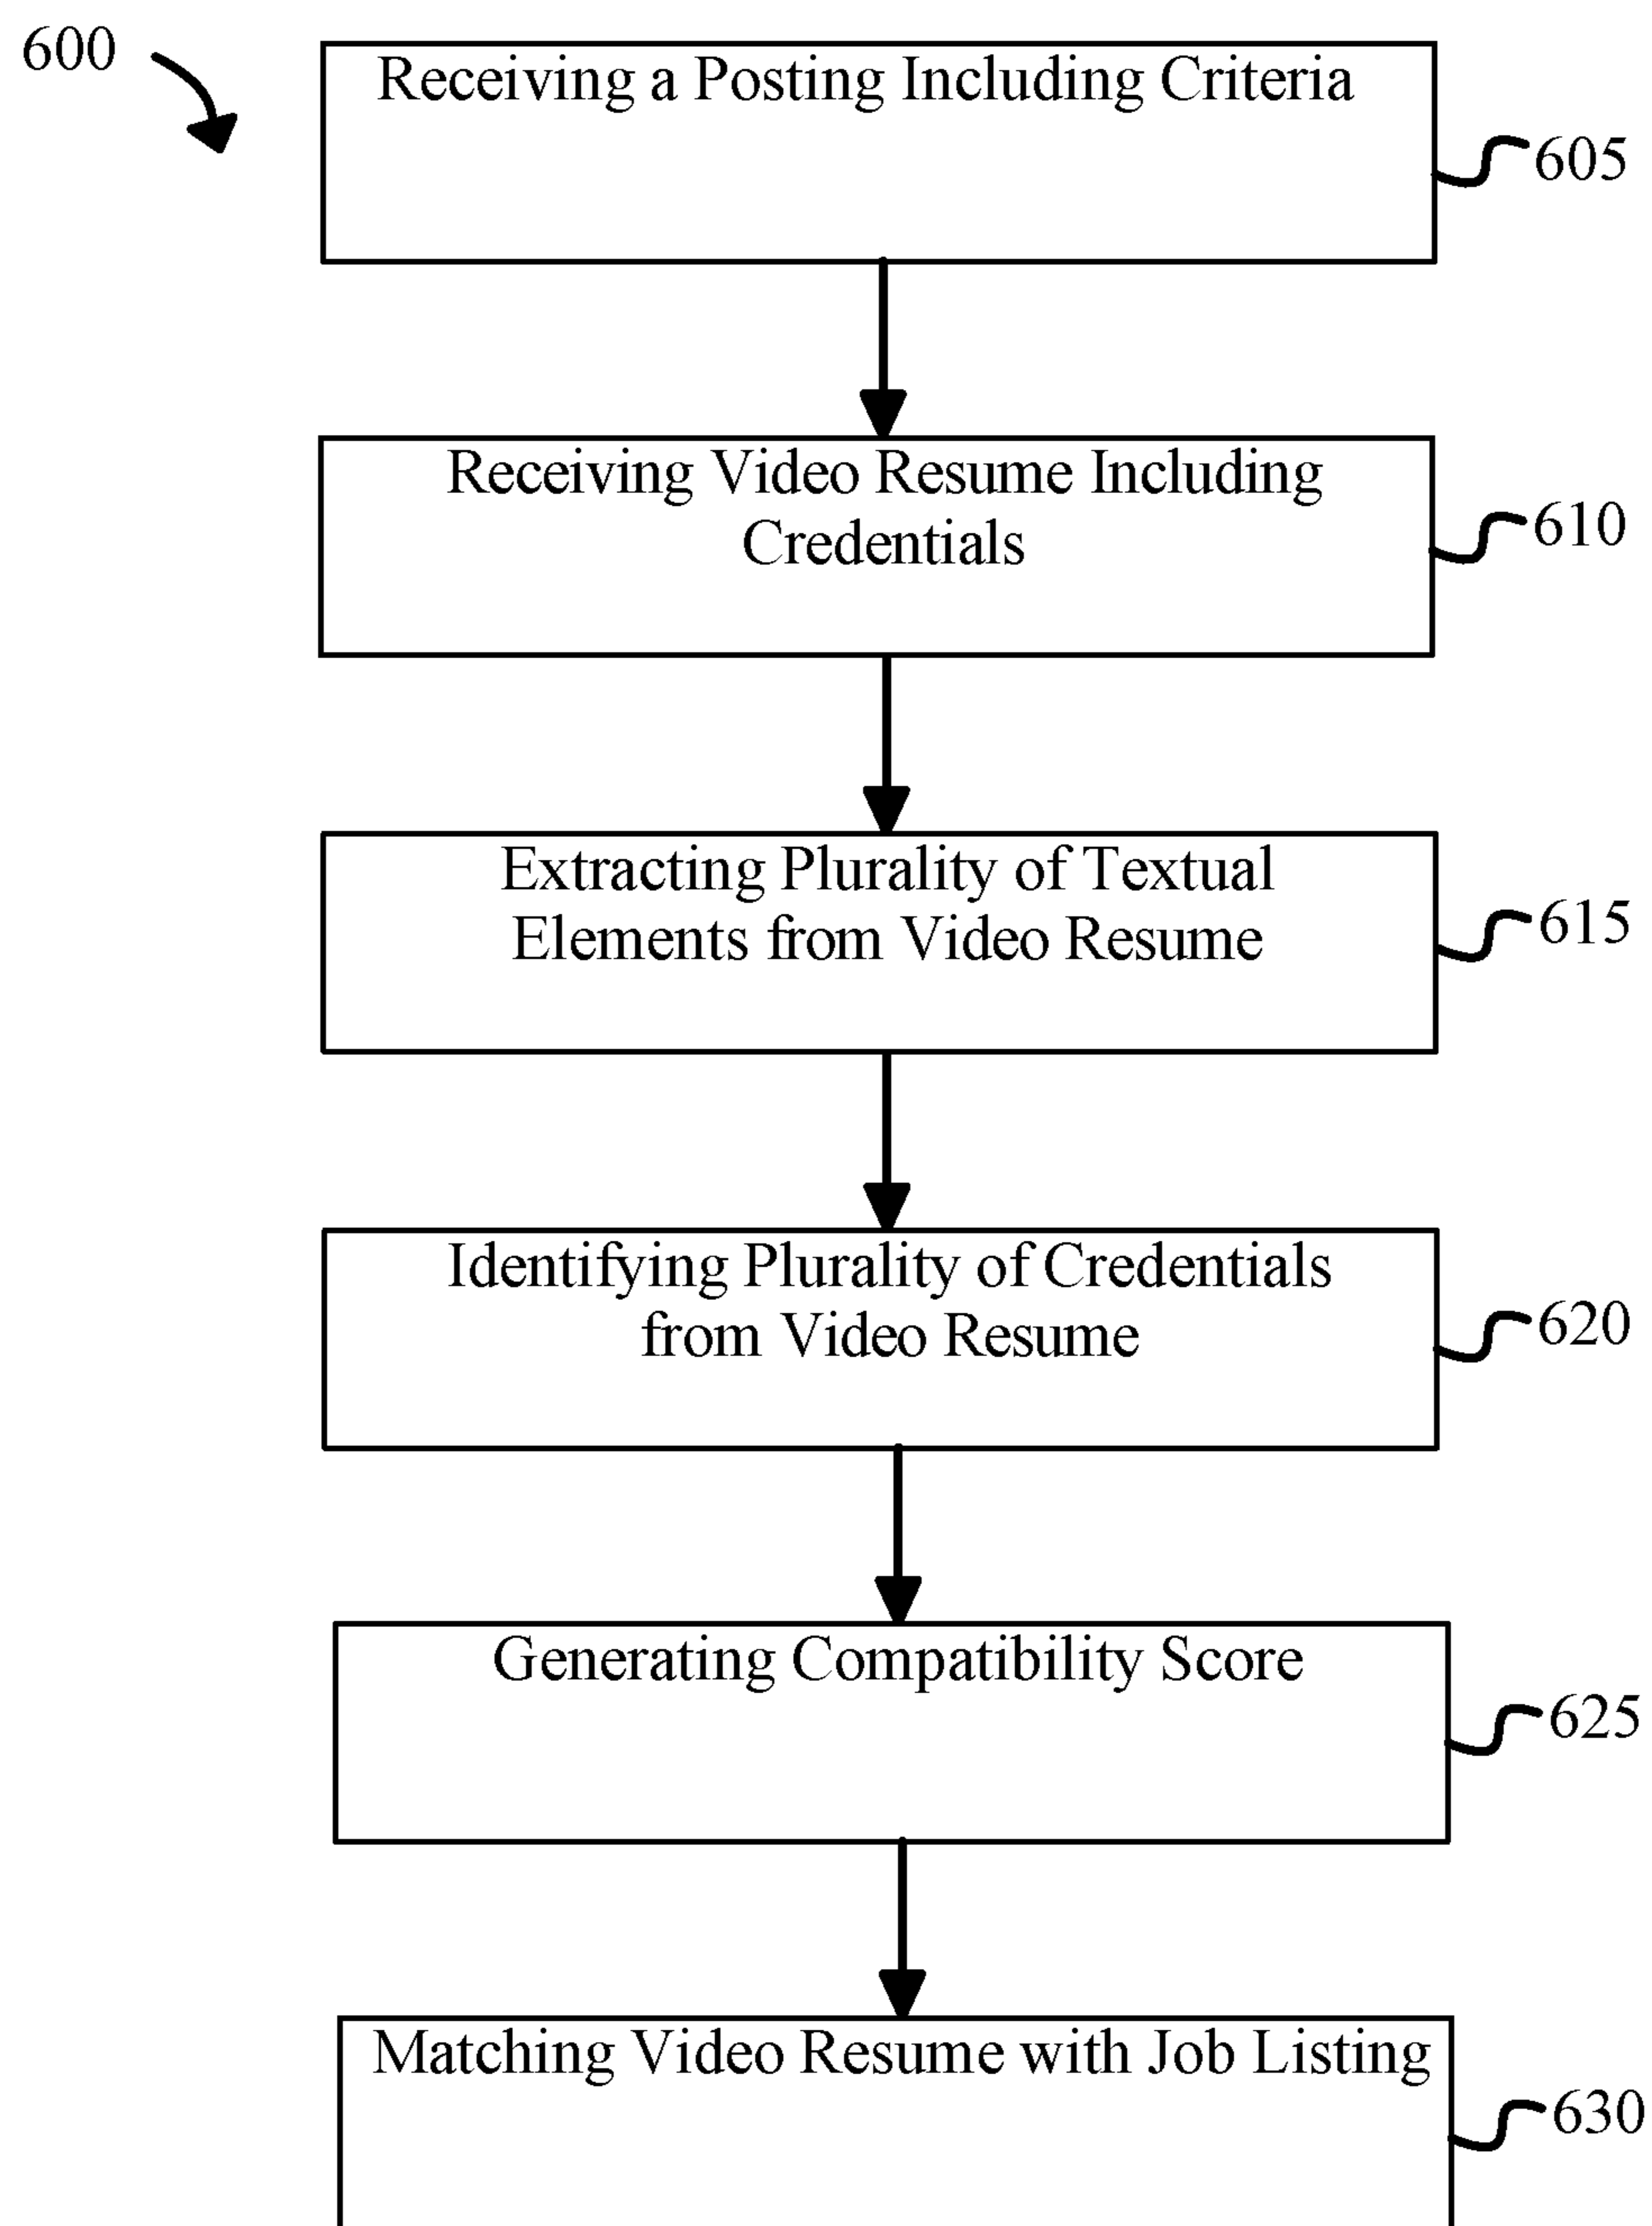 600
Receiving a Posting Including Criteria
605
Receiving Video Resume Including
Credentials
610
Extracting Plurality of Textual
Elements from Video Resume
615
Identifying Plurality of Credentials
from Video Resume
620
Generating Compatibility Score
625
Matching Video Resume with Job Listing
630